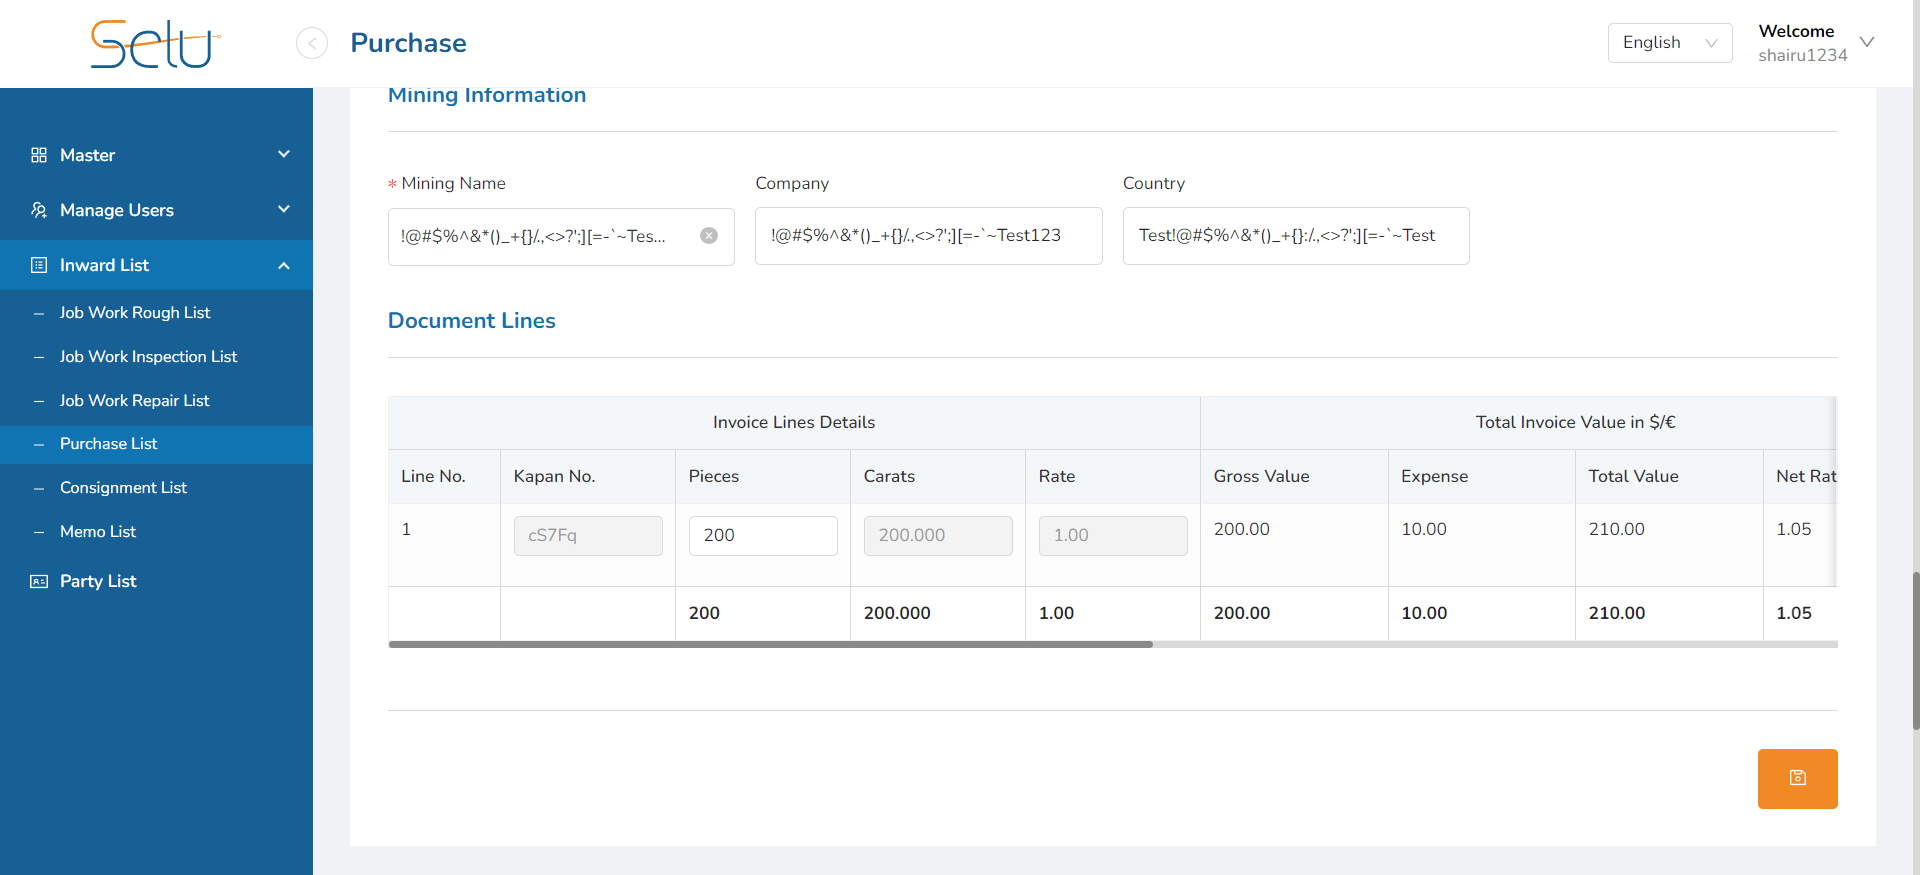 Selu
Purchase
English
Welcome
shairu1234
Master
Manage Users
Inward List
Job Work Rough List
Job Work Inspection List
Job Work Repair List
Purchase List
Consignment List
Memo List
Party List
Mining Information
* Mining Name
Company
Country
!@#$%^&*()_+{}/.,<>?';][=-`~Tes...
!@#$%^&*()_+{}/.,<>?';][=-`~Test123
Test!@#$%^&*()_+{}:/.,<>?';][=-`~Test
Document Lines
Invoice Lines Details
Total Invoice Value in $/€
Line No. Kapan No. Pieces Carats Rate Gross Value Expense Total Value Net Rat
1 cS7Fq 200 200.000 1.00 200.00 10.00 210.00 1.05
200 200.000 1.00 200.00 10.00 210.00 1.05